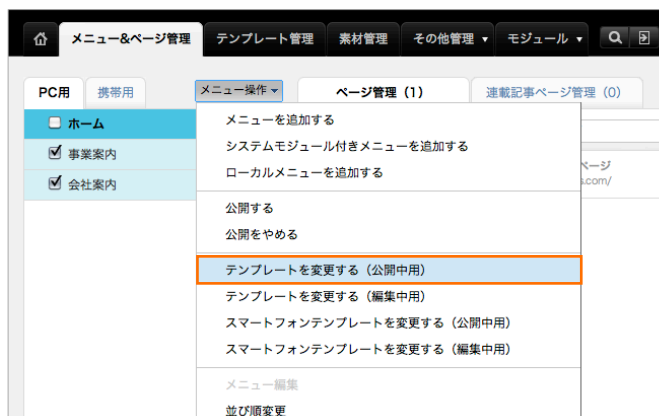 メニュー&ページ管理 テンプレート管理 素材管理 その他管理 ▼ モジュール ▼
PC用 携帯用 メニュー操作 ▼ ページ管理（1） 連載記事ページ管理（0）
ホーム
事業案内
会社案内
メニューを追加する
システムモジュール付きメニューを追加する
ローカルメニューを追加する
公開する
公開をやめる
テンプレートを変更する（公開中用）
テンプレートを変更する（編集中用）
スマートフォンテンプレートを変更する（公開中用）
スマートフォンテンプレートを変更する（編集中用）
メニュー編集
並び順変更
ページ
.com/